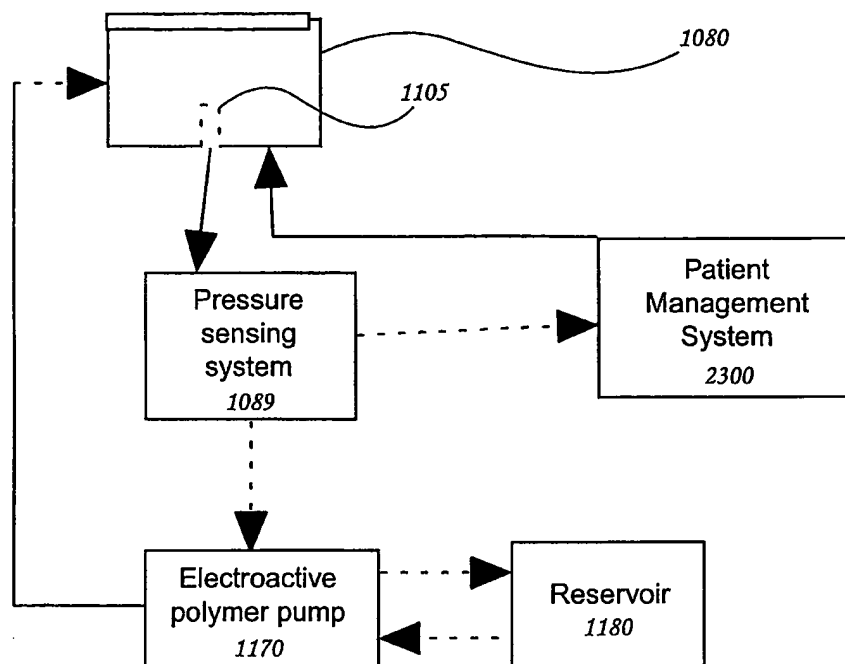 1080
1105
Pressure
sensing
system
1089
Patient
Management
System
2300
Electroactive
polymer pump
1170
Reservoir
1180